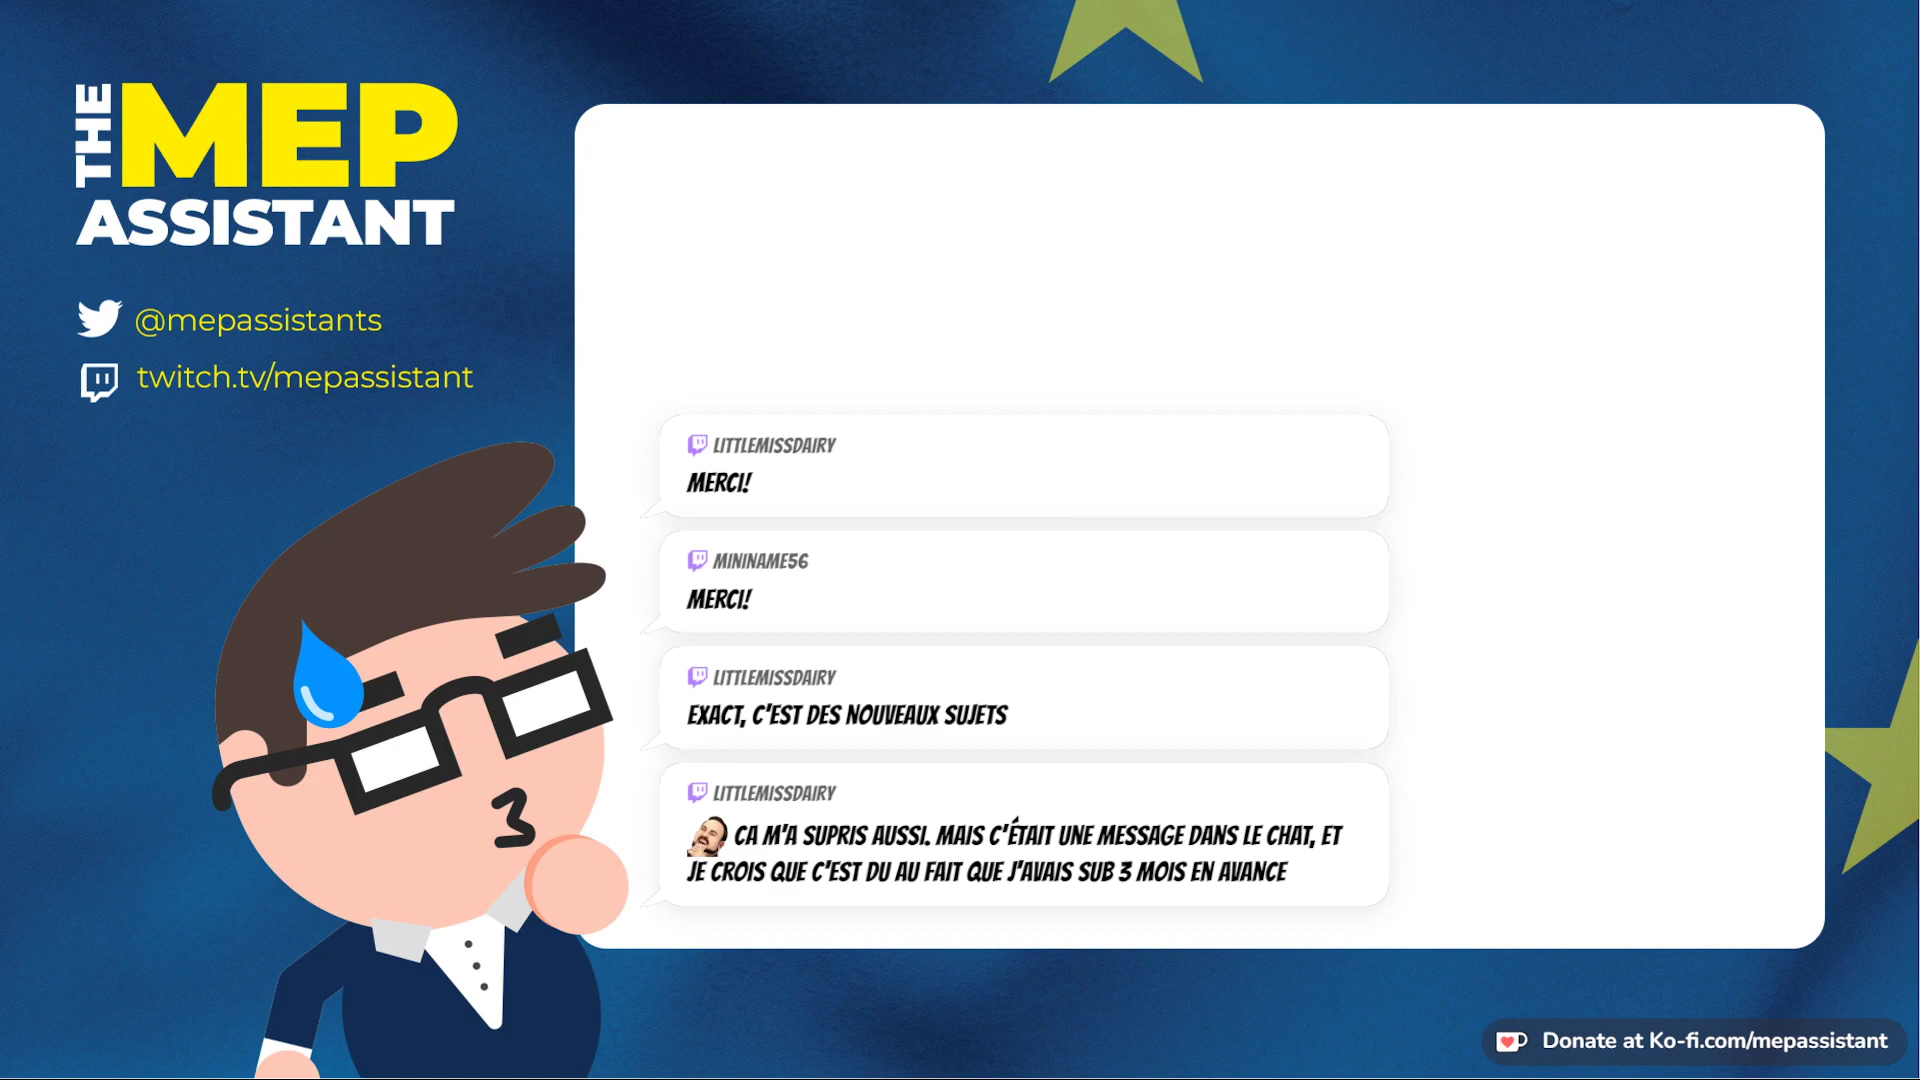 THE
MEP
ASSISTANT
@mepassistants
twitch.tv/mepassistant
LITTLEMISSDAIRY
MERCI!
MININAME56
MERCI!
LITTLEMISSDAIRY
EXACT, C'EST DES NOUVEAUX SUJETS
LITTLEMISSDAIRY
CA M'A SUPRIS AUSSI. MAIS C'ÉTAIT UNE MESSAGE DANS LE CHAT, ET
JE CROIS QUE C'EST DU AU FAIT QUE J'AVAIS SUB 3 MOIS EN AVANCE
Donate at Ko-fi.com/mepassistant